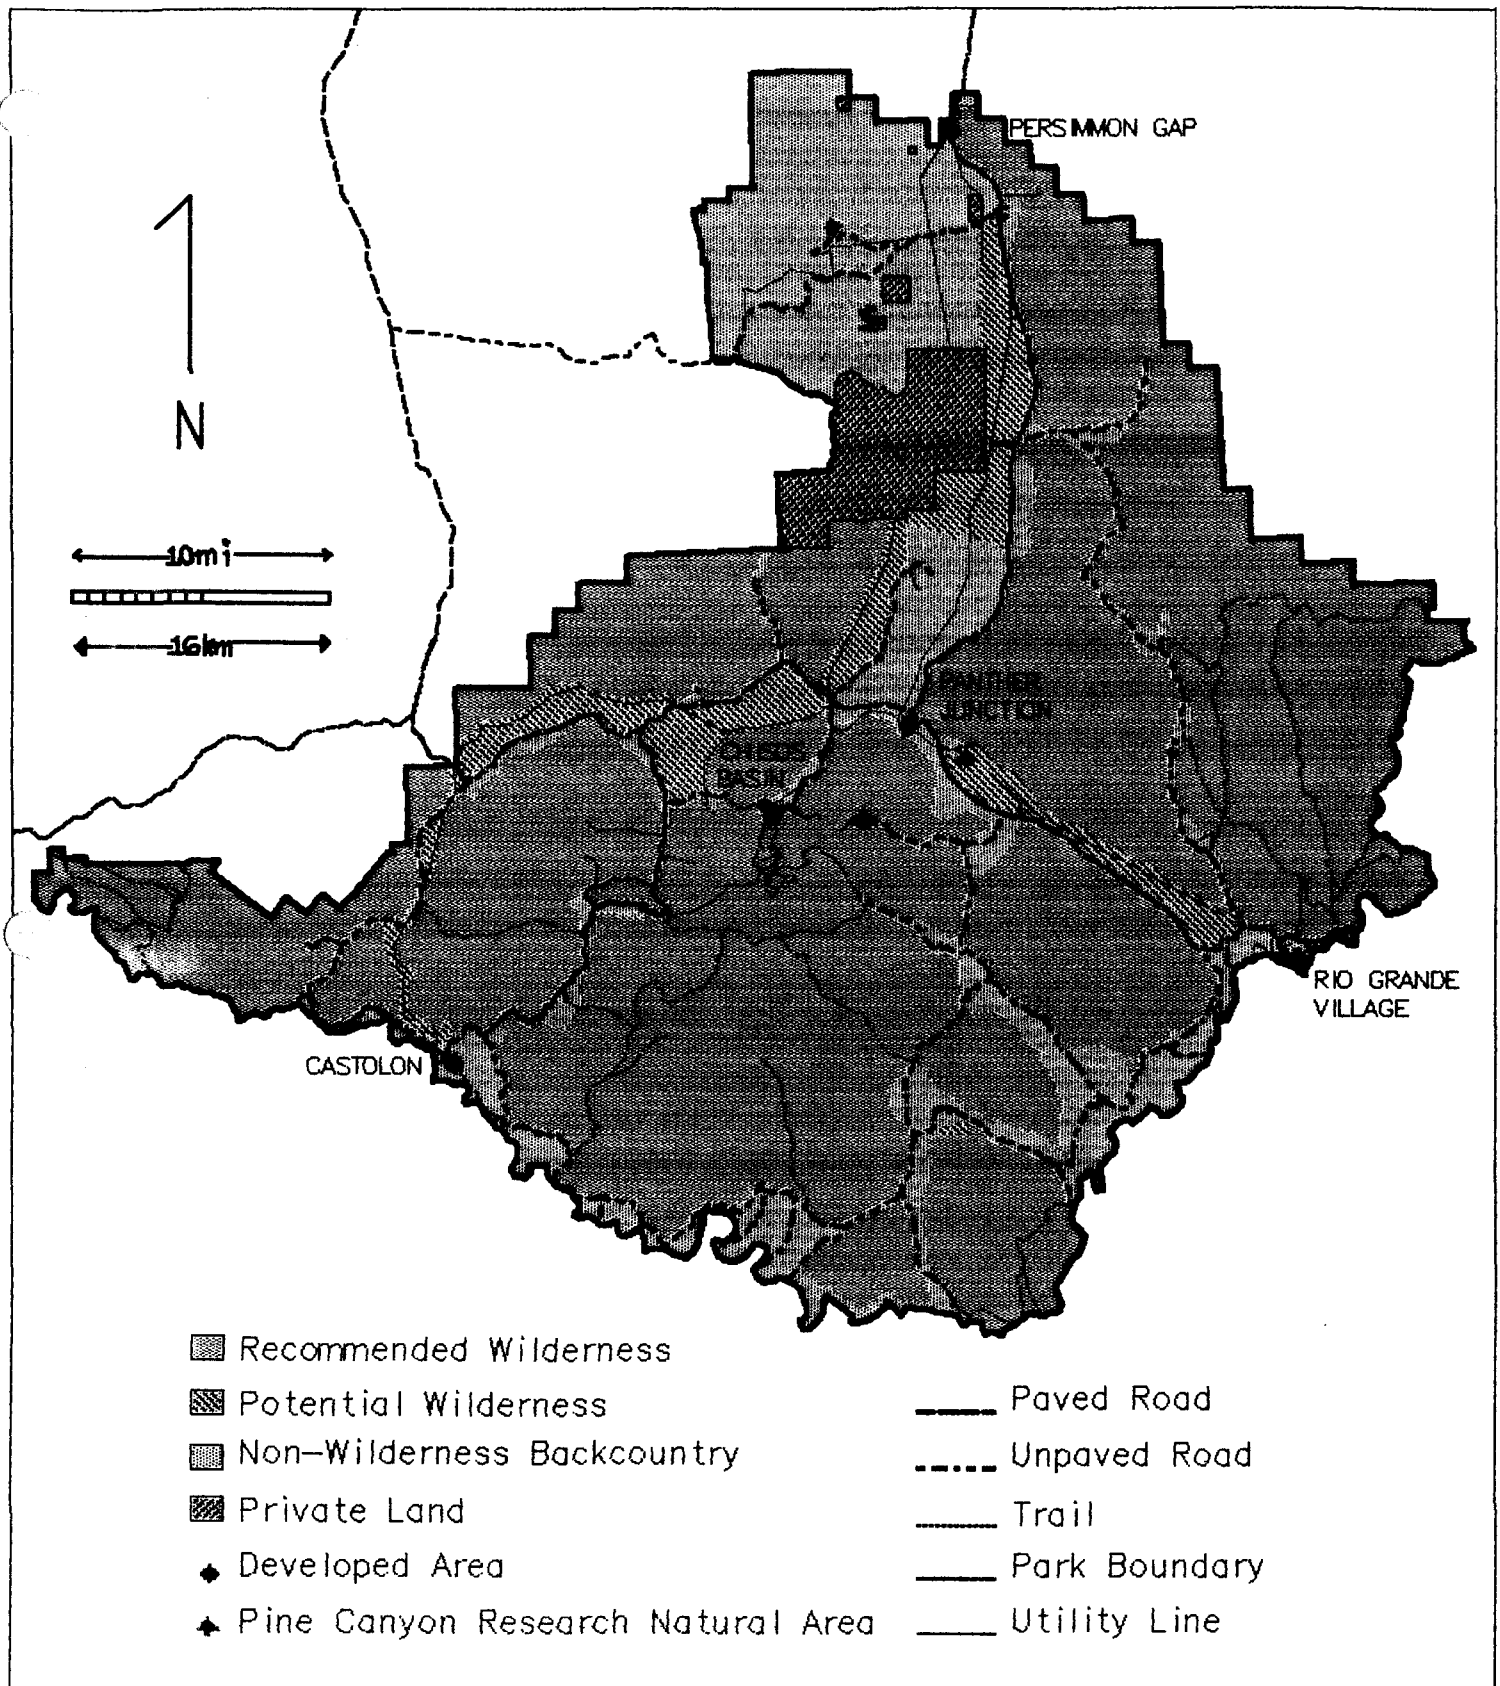 PERSIMMON GAP
N
10mi
16km
PANTHER
JUNCTION
CHISOS
BASIN
RIO GRANDE
VILLAGE
CASTOLON
Recommended Wilderness
Potential Wilderness
Non-Wilderness Backcountry
Private Land
Developed Area
Pine Canyon Research Natural Area
Paved Road
Unpaved Road
Trail
Park Boundary
Utility Line